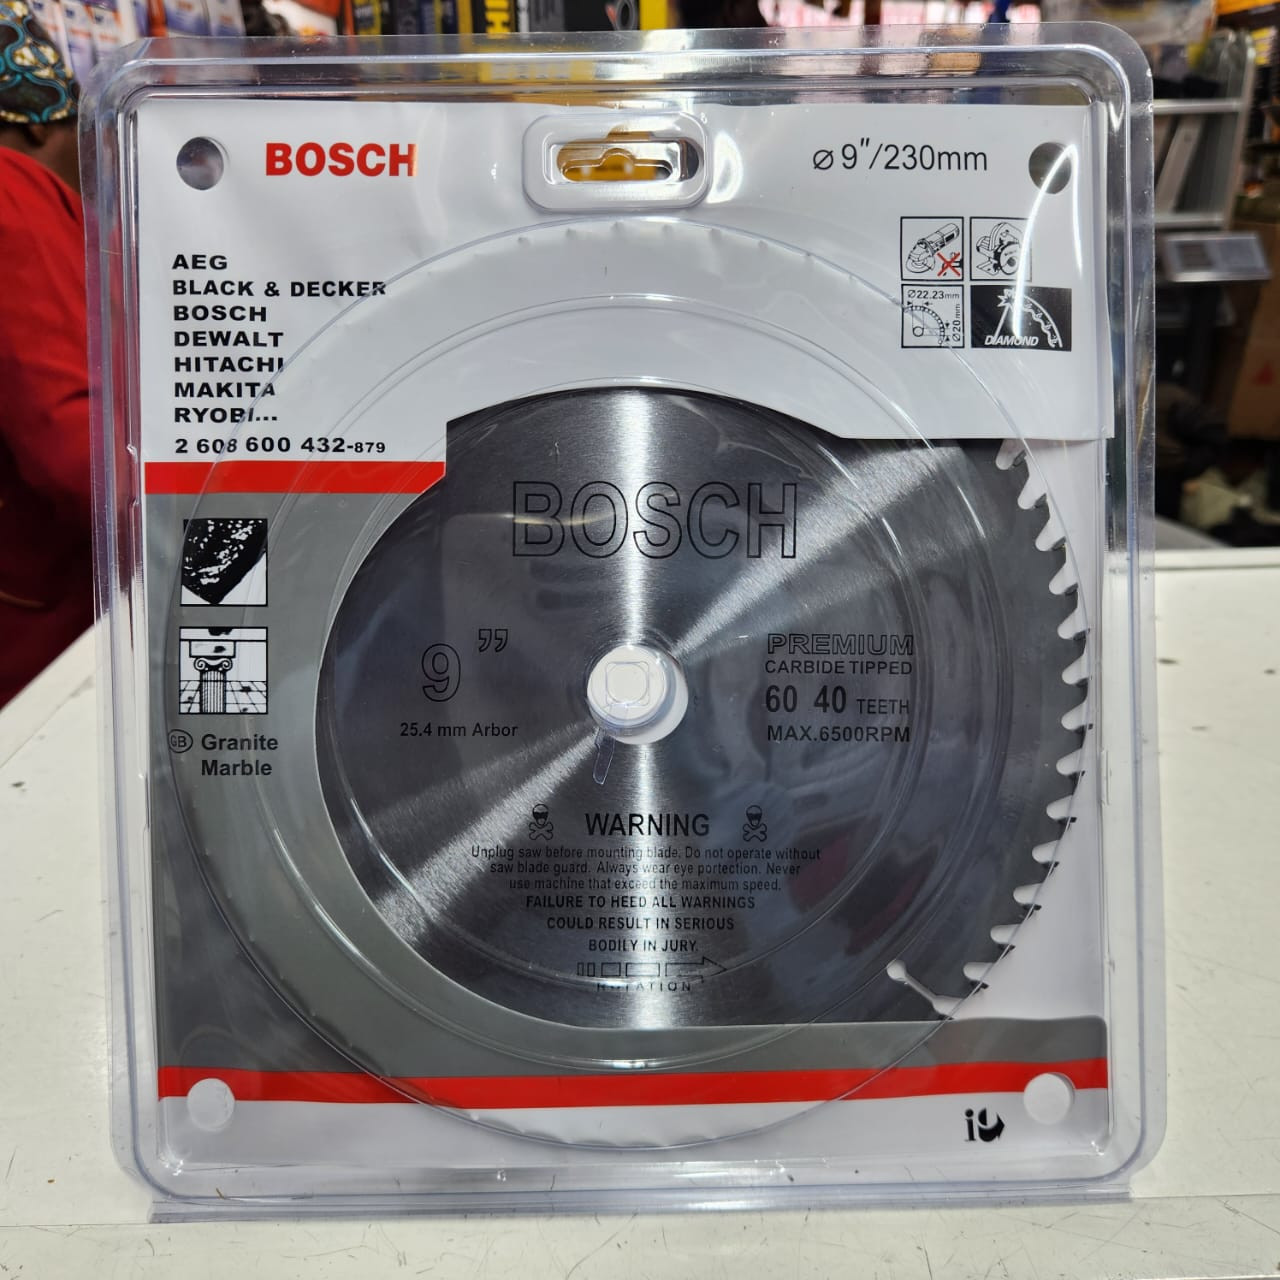 BOSCH
⌀ 9″/230mm
AEG
BLACK & DECKER
BOSCH
DEWALT
HITACHI
MAKITA
RYOBI...
2 608 600 432-879
⌀22.23mm
⌀20mm
DIAMOND
BOSCH
9 ”
25.4 mm Arbor
PREMIUM
CARBIDE TIPPED
60 40 TEETH
MAX.6500RPM
GB Granite
Marble
WARNING
Unplug saw before mounting blade. Do not operate without
saw blade guard. Always wear eye portection. Never
use machine that exceed the maximum speed.
FAILURE TO HEED ALL WARNINGS
COULD RESULT IN SERIOUS
BODILY IN JURY.
ROTATION